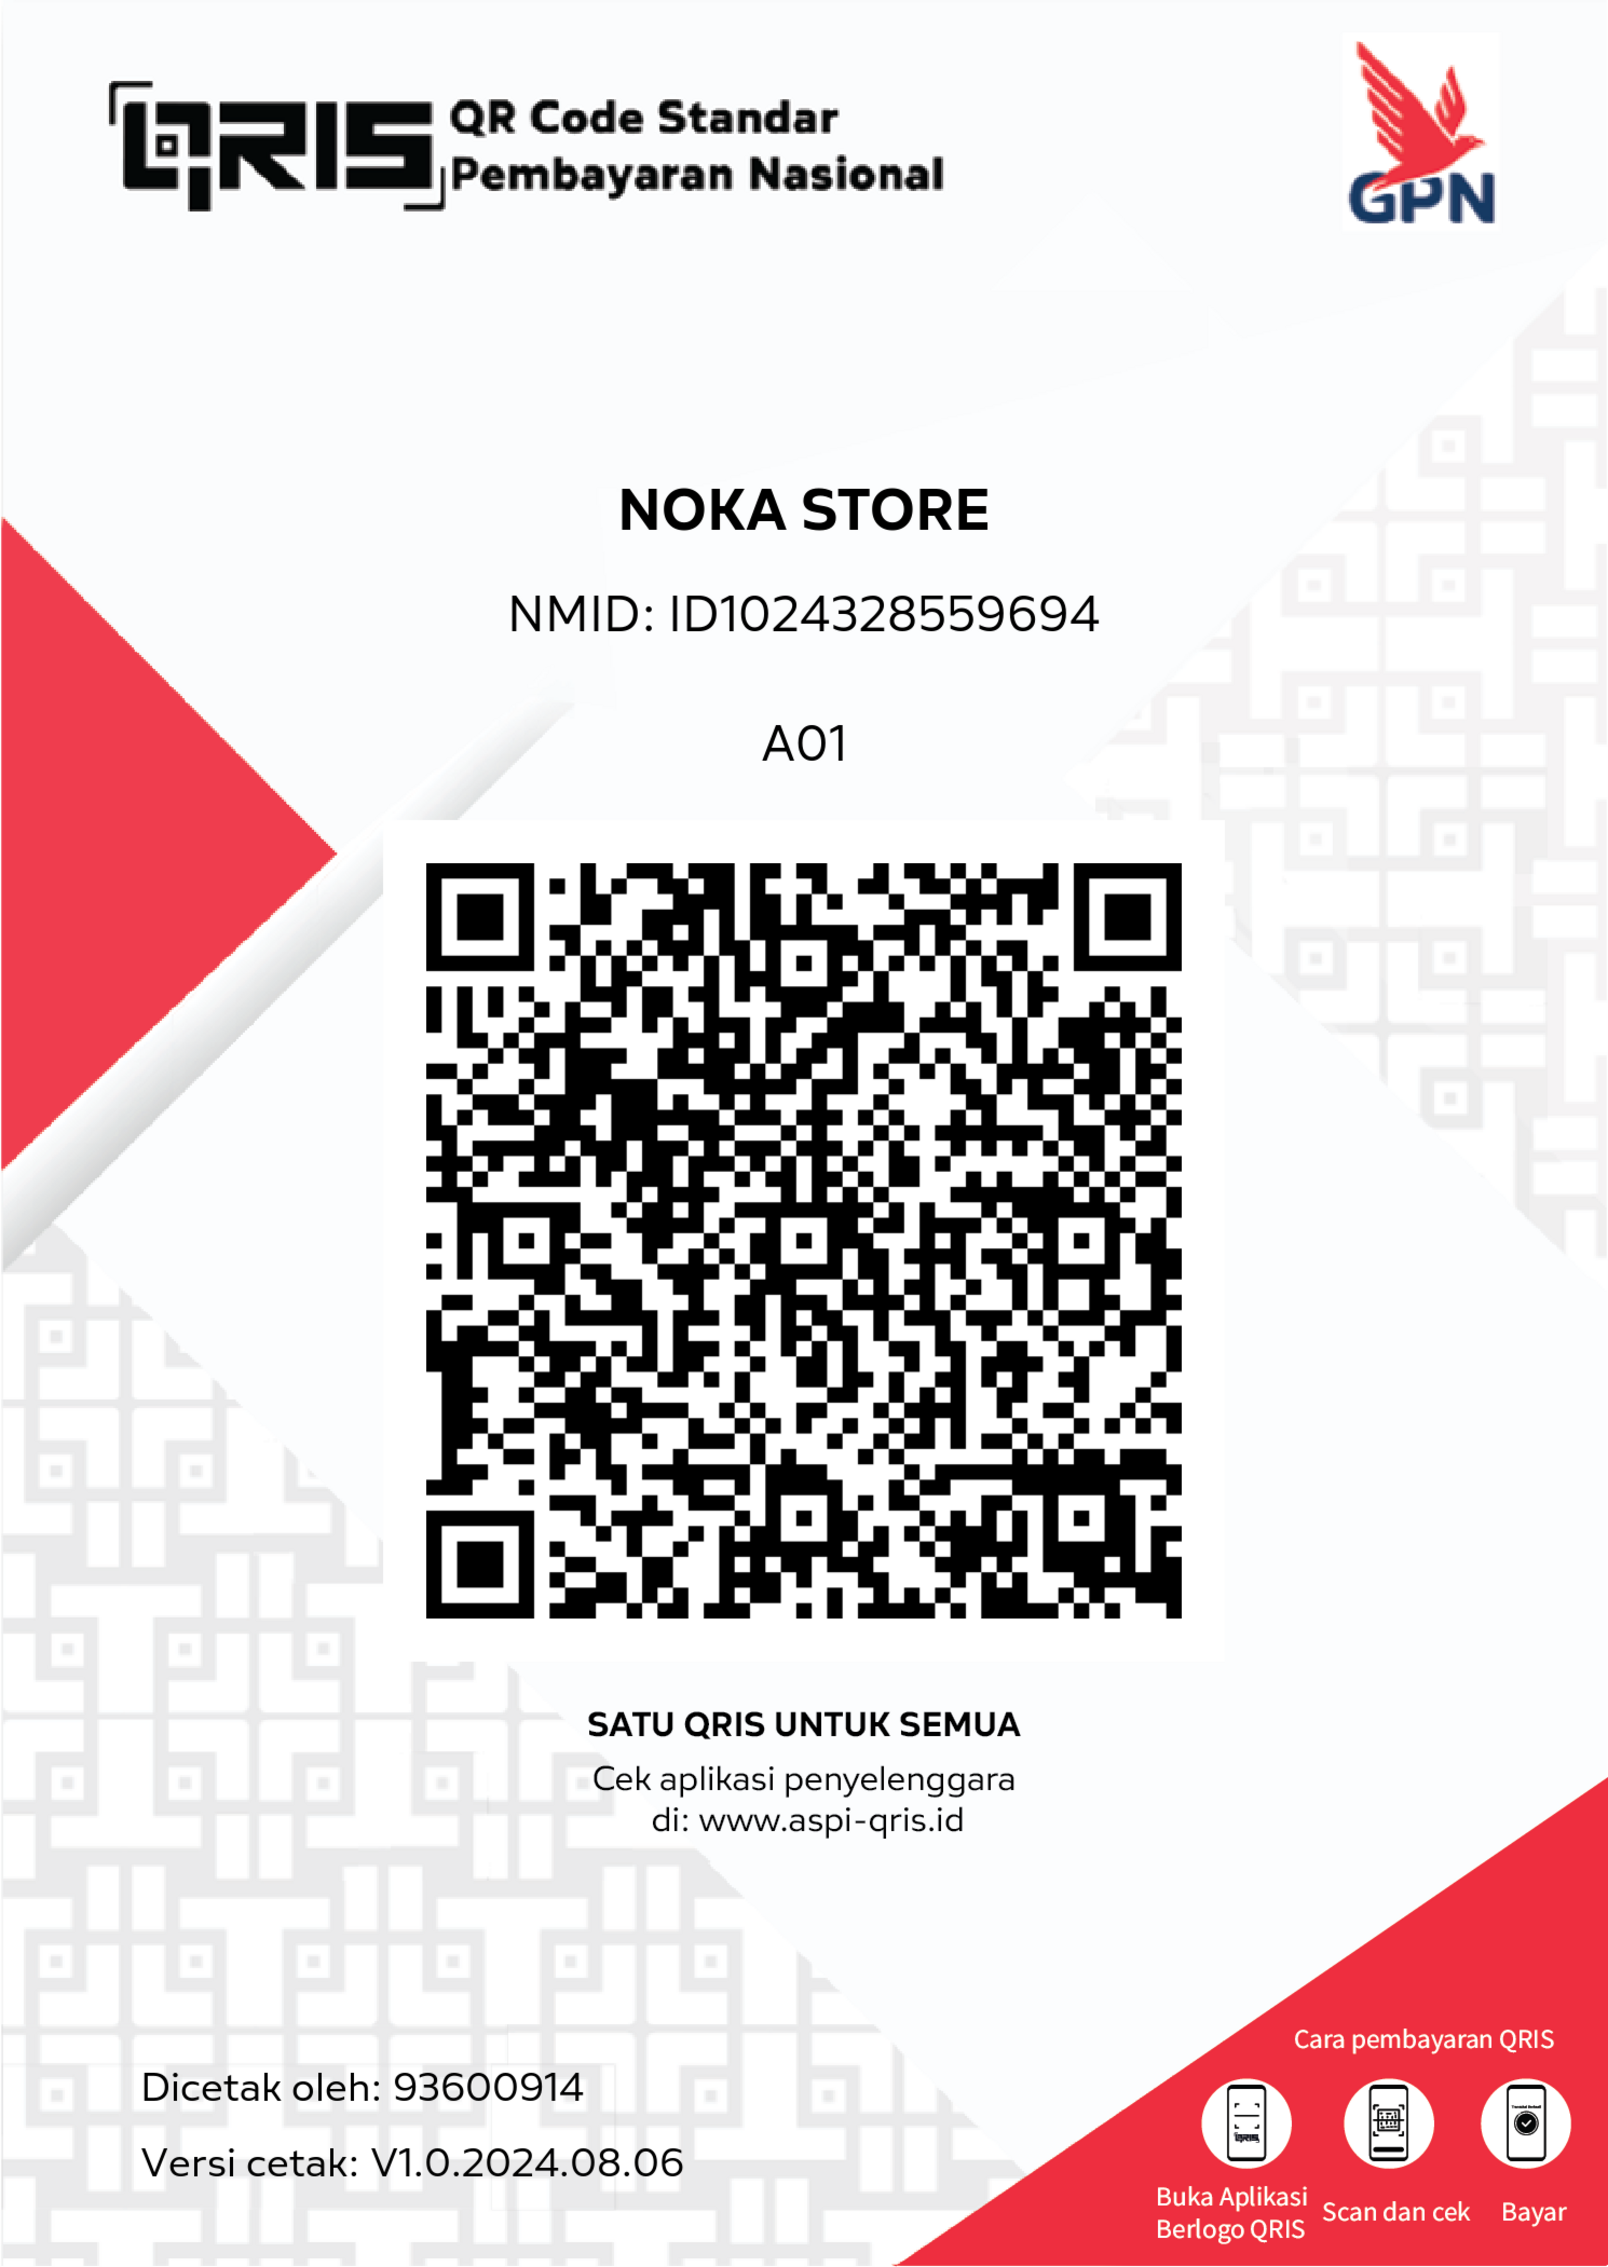 QRIS
QR Code Standar
Pembayaran Nasional
GPN
NOKA STORE
NMID: ID1024328559694
A01
SATU QRIS UNTUK SEMUA
Cek aplikasi penyelenggara
di: www.aspi-qris.id
Dicetak oleh: 93600914
Versi cetak: V1.0.2024.08.06
Cara pembayaran QRIS
Buka Aplikasi
Berlogo QRIS
Scan dan cek
Bayar